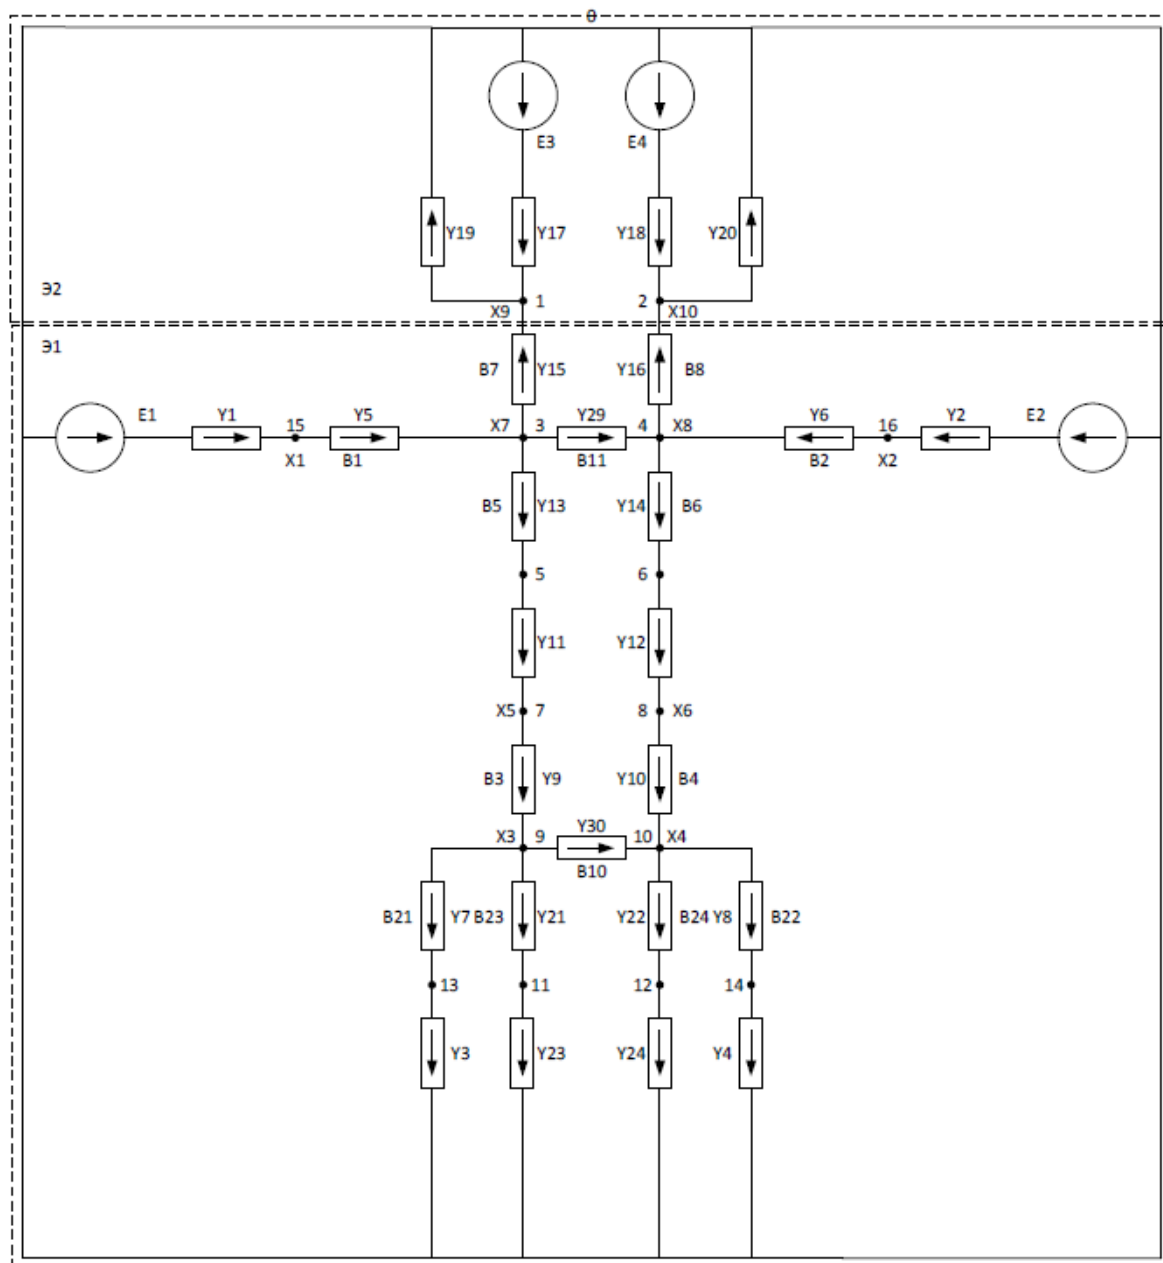 0
E3 E4
Y19 Y17 Y18 Y20
Э2
1 2
X9 X10
Э1
B7 Y15 Y16 B8
E1 Y1 15 Y5 X7 3 Y29 4 X8 Y6 16 Y2 E2
X1 B1 B11 B2 X2
B5 Y13 Y14 B6
5 6
Y11 Y12
X5 7 8 X6
B3 Y9 Y10 B4
X3 9 Y30 10 X4
B10
B21 Y7 B23 Y21 Y22 B24 Y8 B22
13 11 12 14
Y3 Y23 Y24 Y4